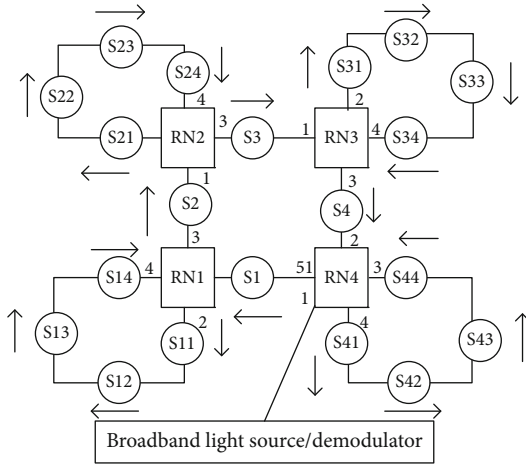 S23
S32
S24
S31
S22
S33
4
2
S21
RN2
3
S3
1
RN3
4
S34
1
3
S2
S4
3
2
S14
4
RN1
S1
51
RN4
3
S44
1
S13
2
S11
4
S41
S43
S12
S42
Broadband light source/demodulator